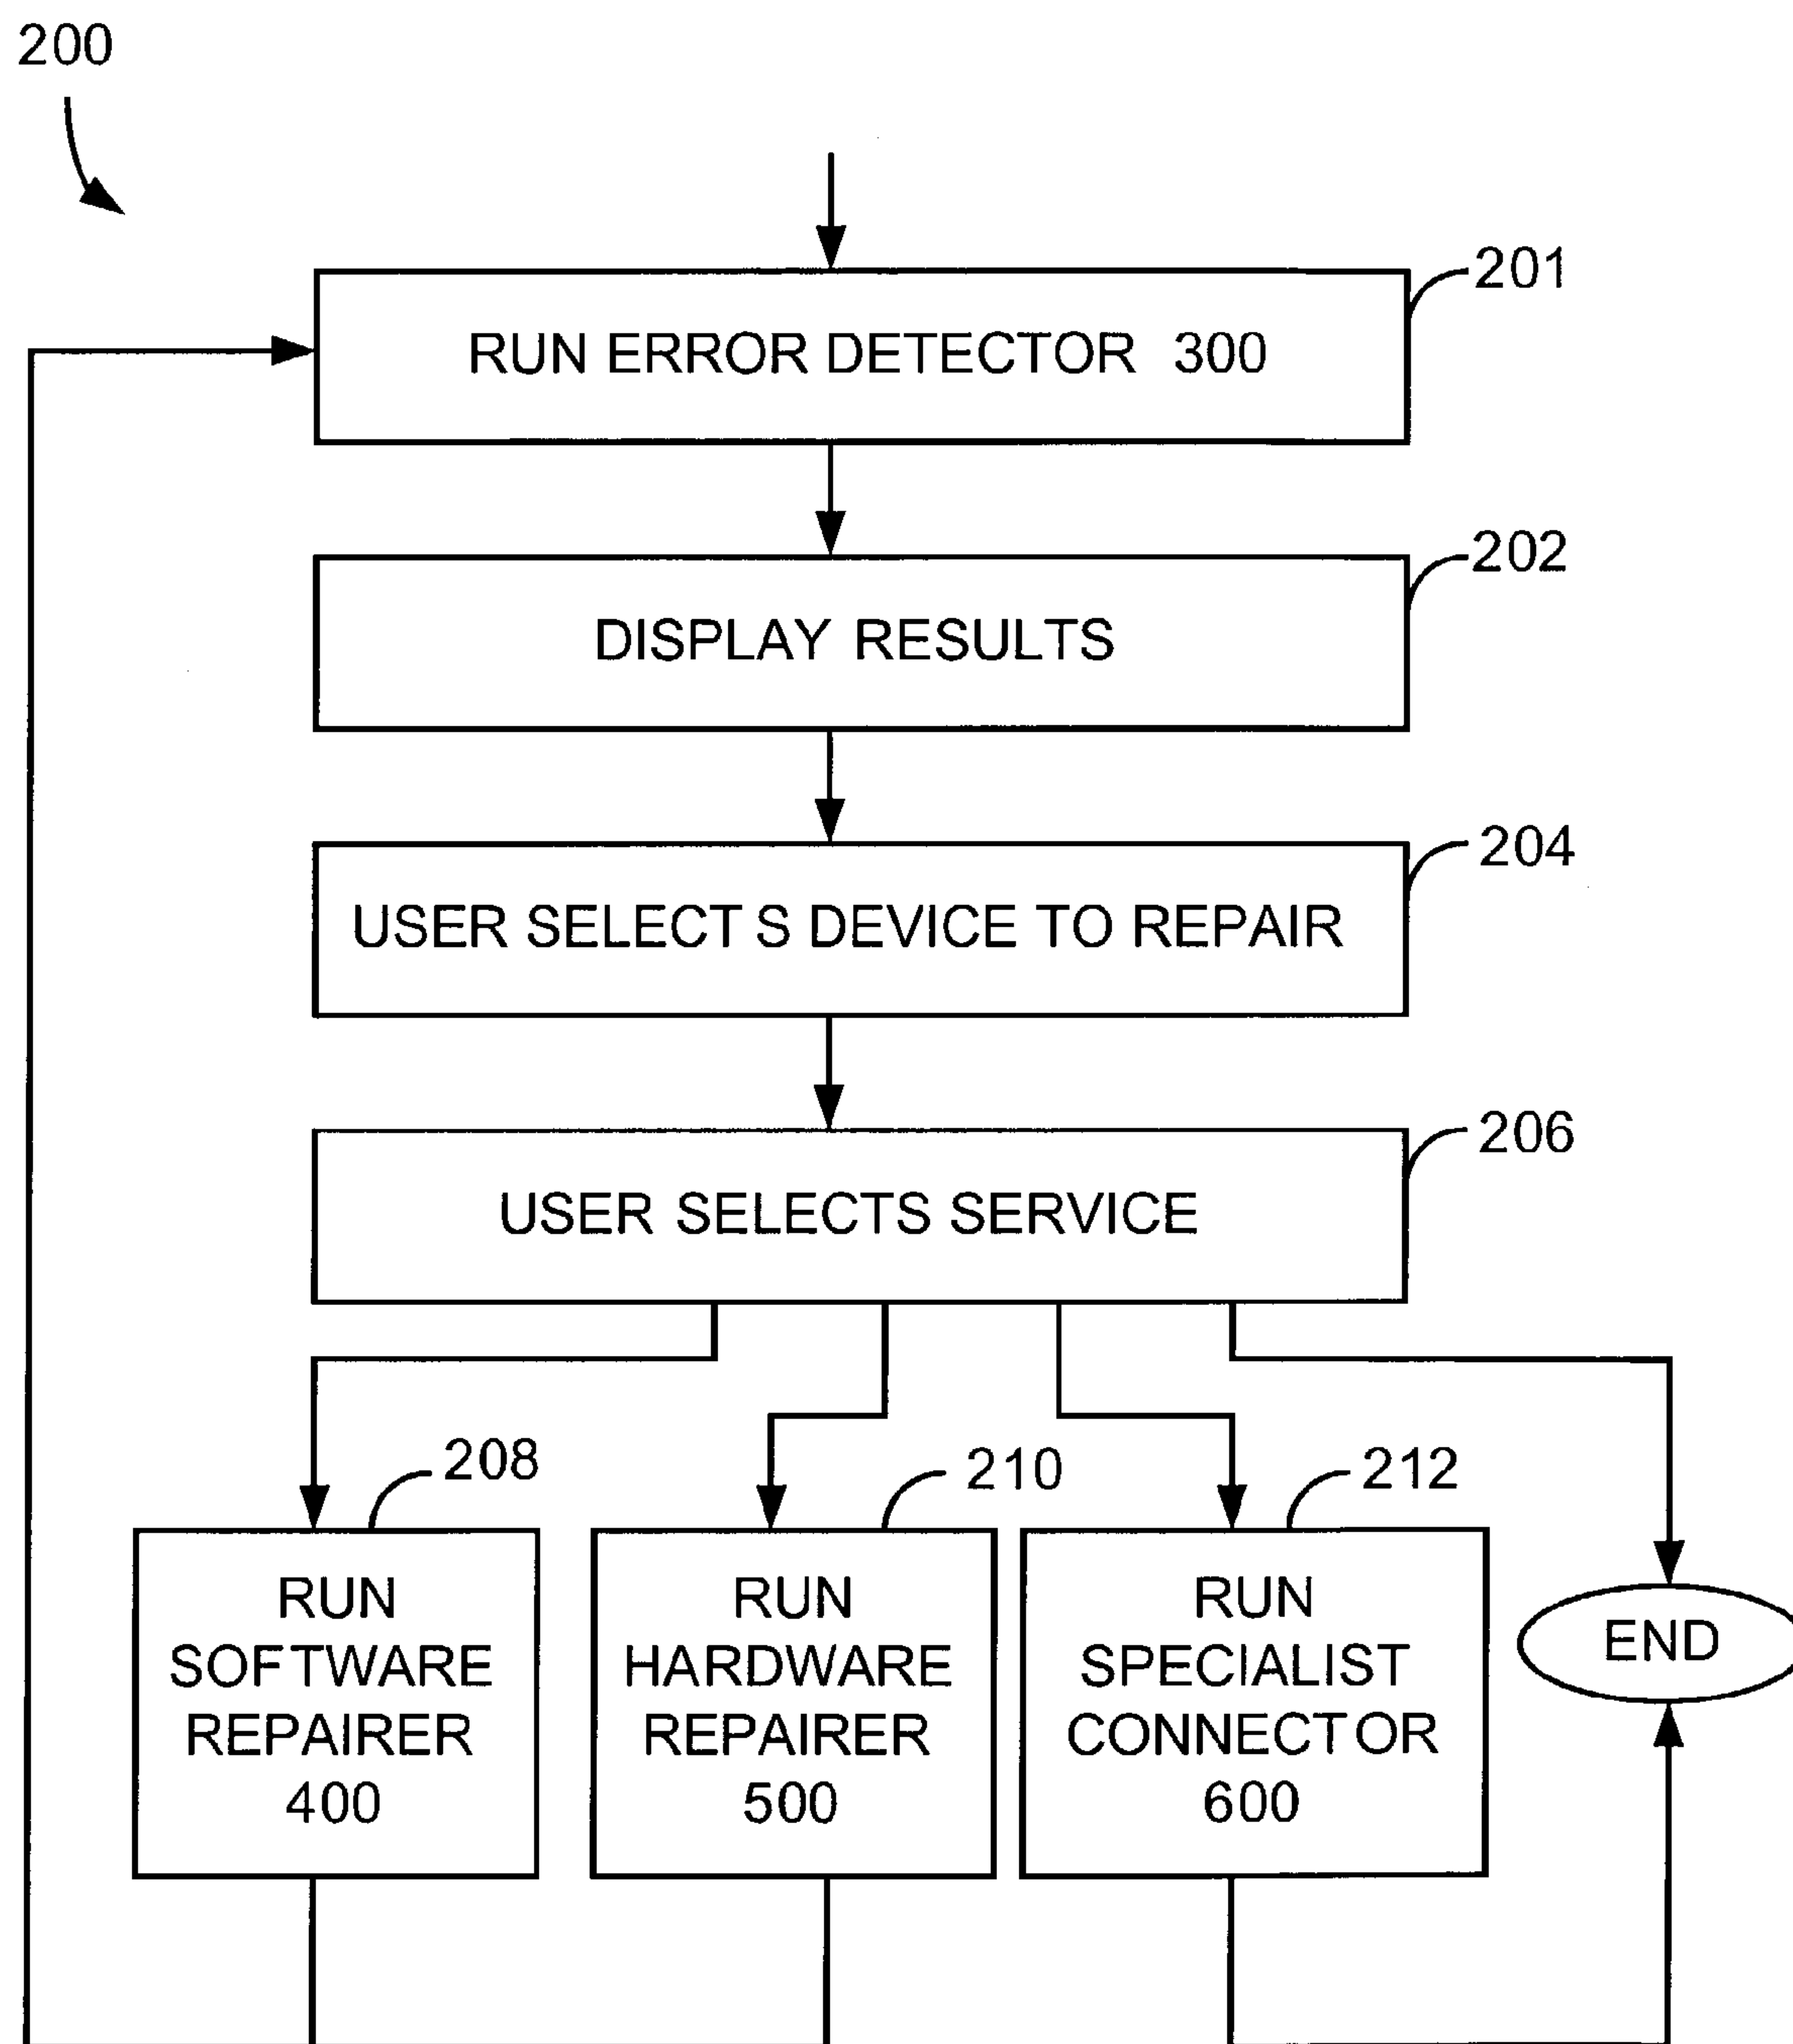 200
201
RUN ERROR DETECTOR 300
202
DISPLAY RESULTS
204
USER SELECT S DEVICE TO REPAIR
206
USER SELECTS SERVICE
208
210
212
RUN
SOFTWARE
REPAIRER
400
RUN
HARDWARE
REPAIRER
500
RUN
SPECIALIST
CONNECTOR
600
END